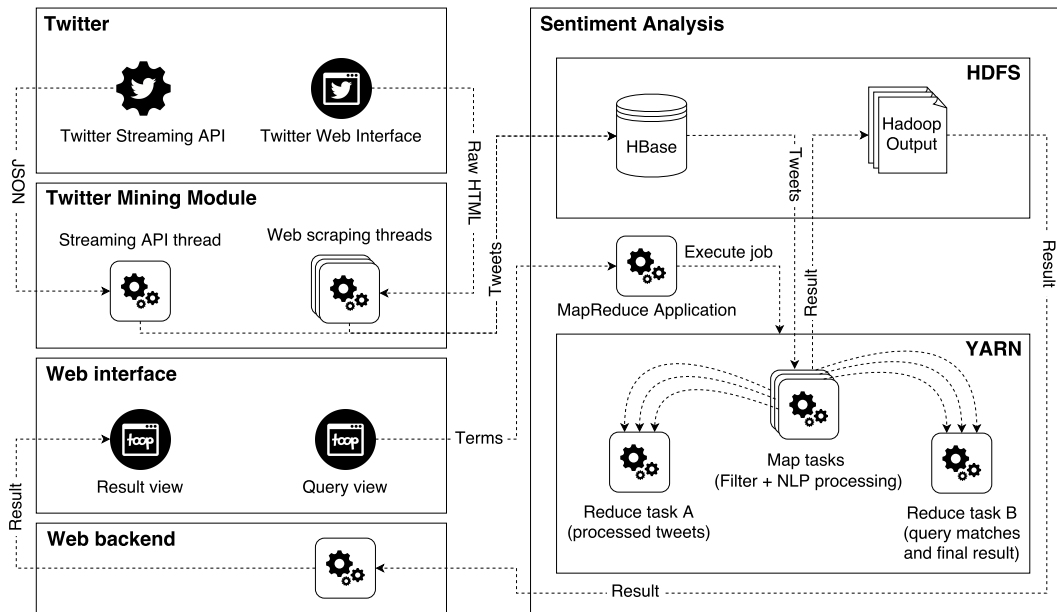 Twitter
Twitter Streaming API
Twitter Web Interface
JSON
Raw HTML
Twitter Mining Module
Streaming API thread
Web scraping threads
Tweets
Web interface
toop
Result view
toop
Query view
Terms
Result
Web backend
Sentiment Analysis
HDFS
HBase
Hadoop
Output
Tweets
Result
Result
Execute job
MapReduce Application
YARN
Map tasks
(Filter + NLP processing)
Reduce task A
(processed tweets)
Reduce task B
(query matches
and final result)
Result